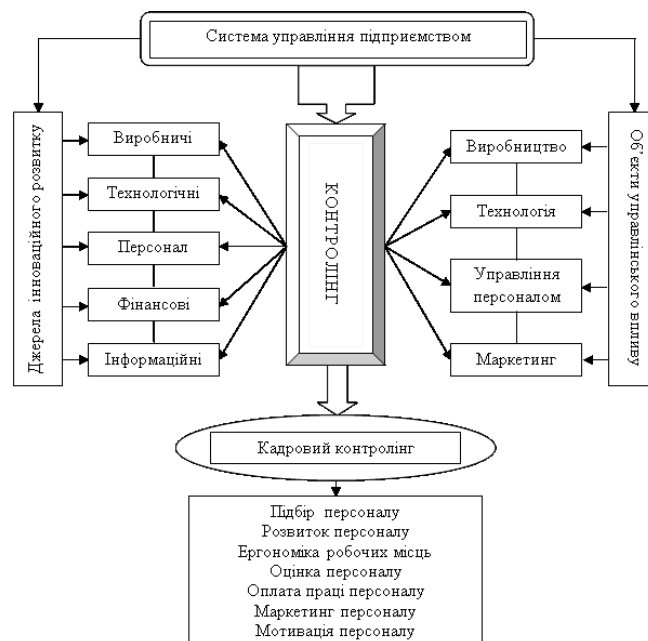 Система управління підприємством
Джерела інноваційного розвитку
Виробничі
Технологічні
Персонал
Фінансові
Інформаційні
КОНТРОЛІНГ
Виробництво
Технологія
Управління
персоналом
Маркетинг
Об'єкти управлінського впливу
Кадровий контролінг
Підбір персоналу
Розвиток персоналу
Ергономіка робочих місць
Оцінка персоналу
Оплата праці персоналу
Маркетинг персоналу
Мотивація персоналу